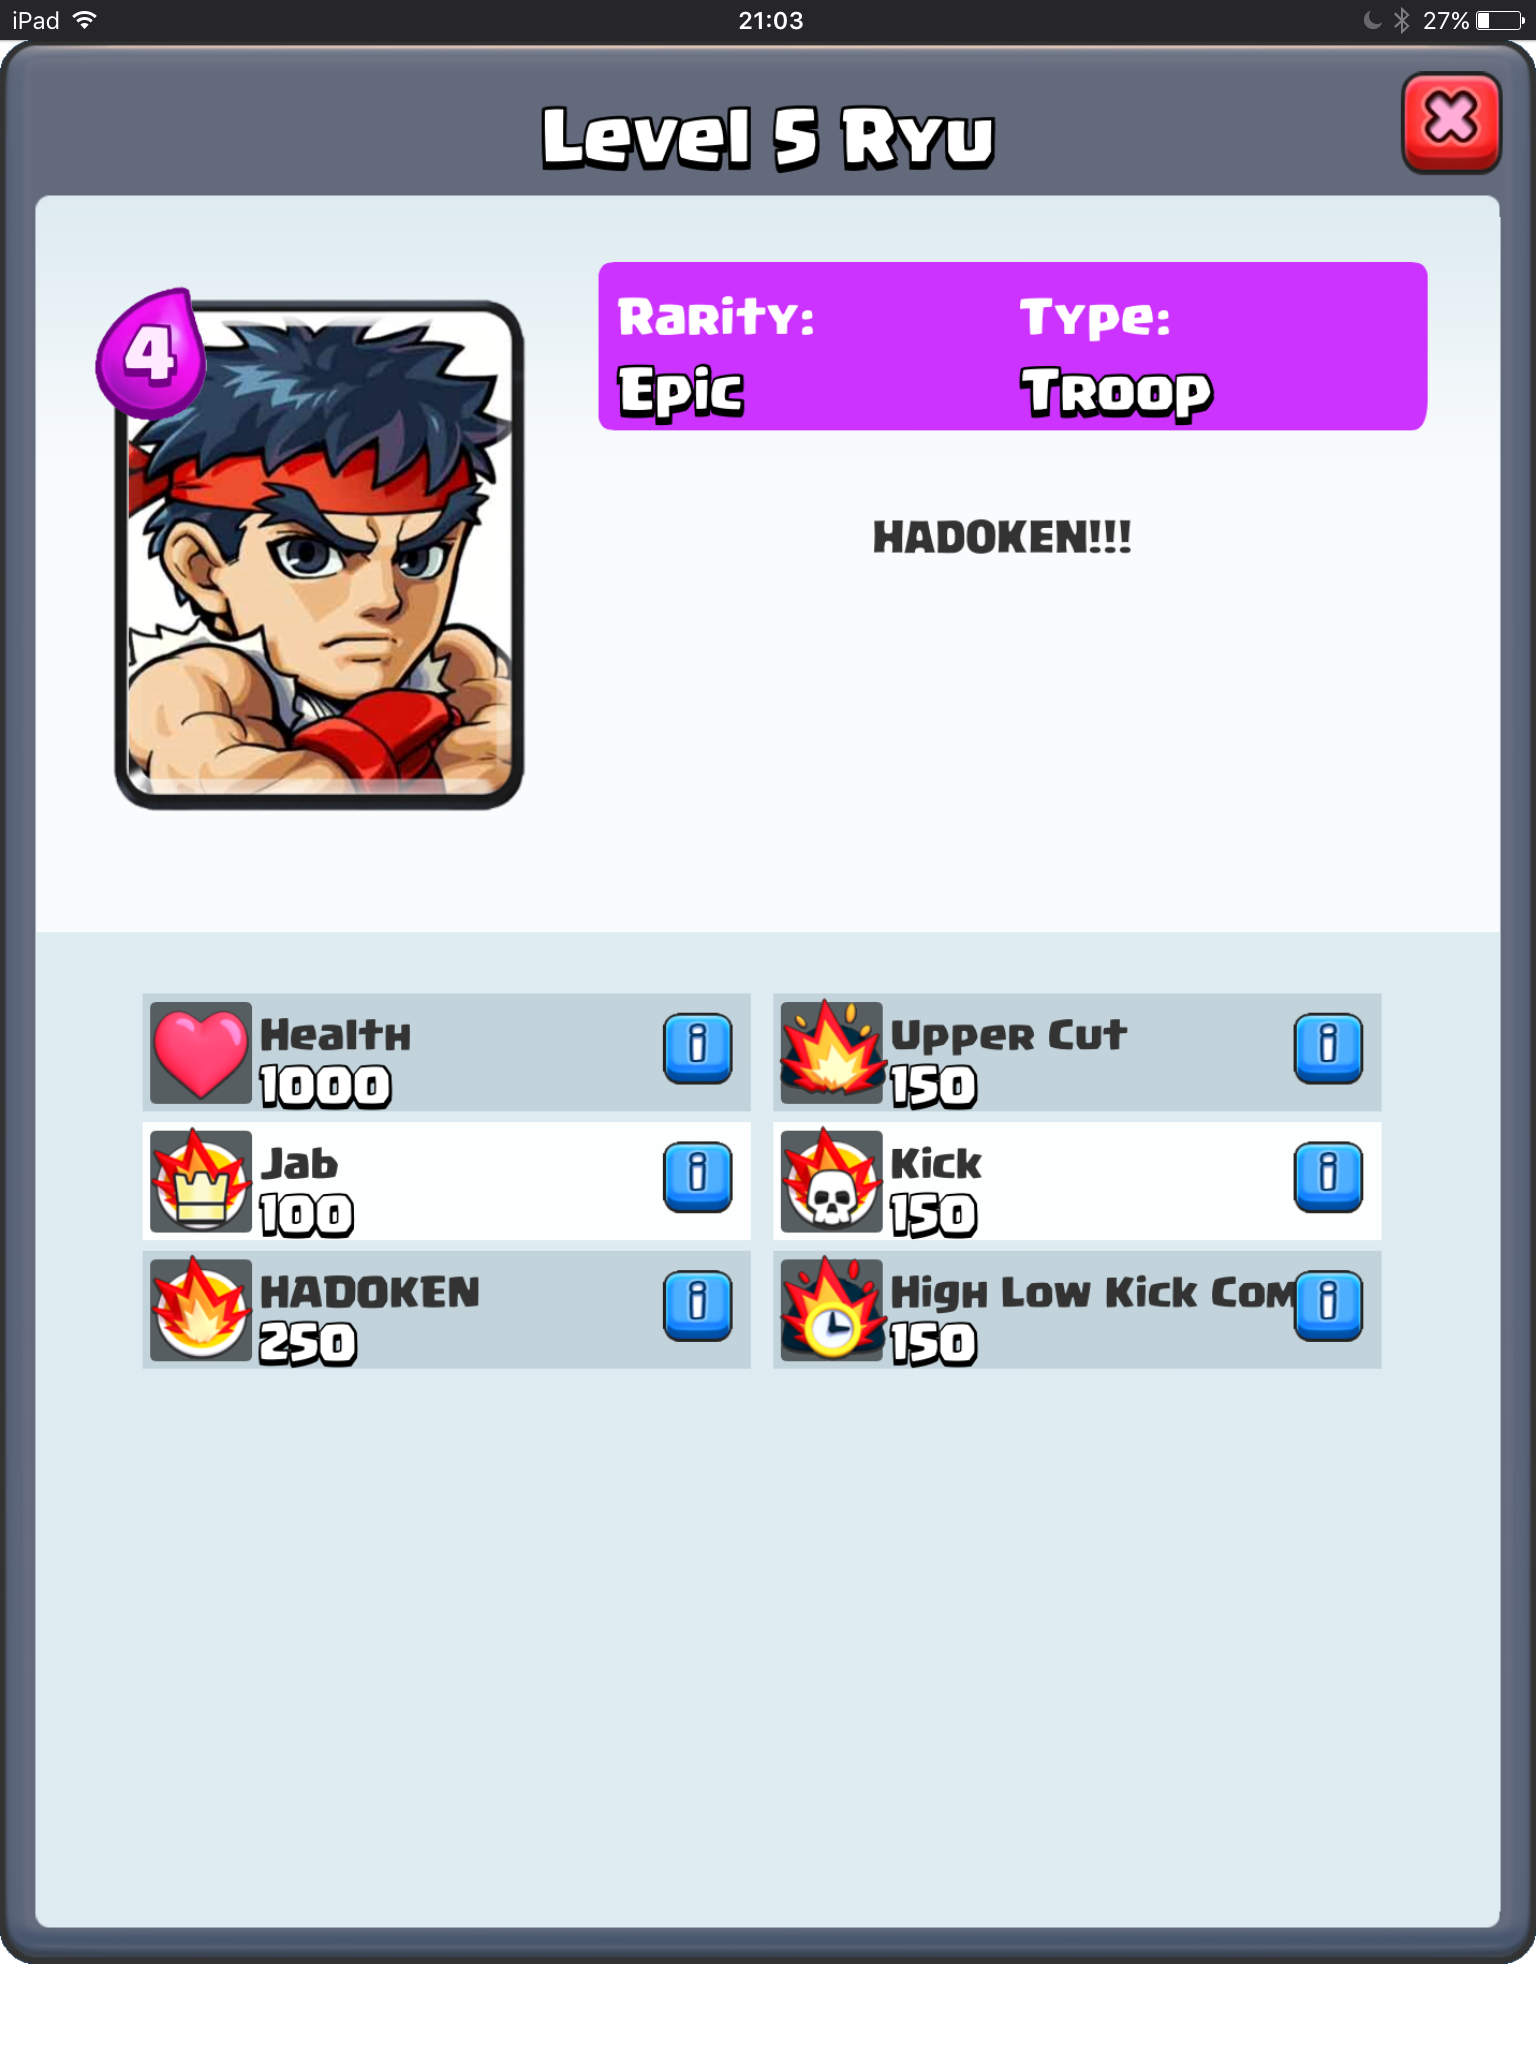 iPad 21:03 27%
Level 5 Ryu
4
Rarity: Type:
Epic Troop
HADOKEN!!!
Health
1000
Upper Cut
150
Jab
100
Kick
150
HADOKEN
250
High Low Kick Com
150